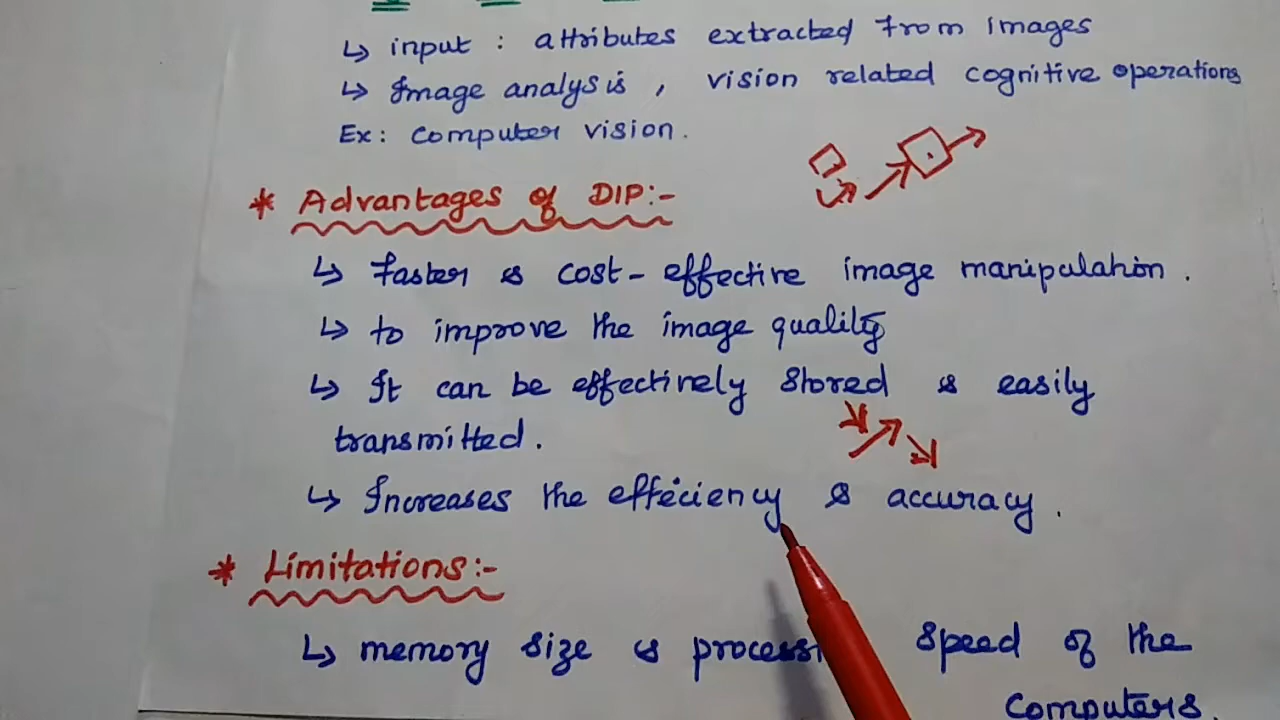 ↳ input : attributes extracted from images
↳ Image analysis , vision related cognitive operations
Ex: computer vision.
* Advantages of DIP:-
↳ faster & cost-effective image manipulation .
↳ to improve the image quality
↳ It can be effectively stored & easily
transmitted .
↳ Increases the effeciency & accuracy .
* Limitations:-
↳ memory size & speed of the
computers.